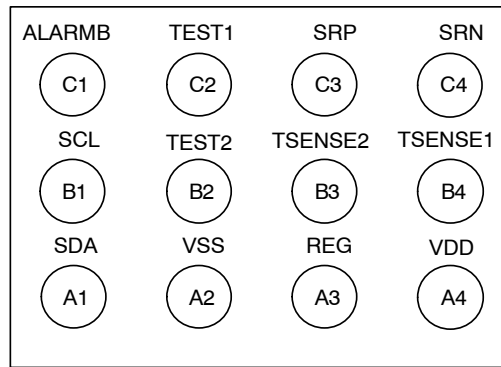 ALARMB TEST1 SRP SRN
C1 C2 C3 C4
SCL TEST2 TSENSE2 TSENSE1
B1 B2 B3 B4
SDA VSS REG VDD
A1 A2 A3 A4